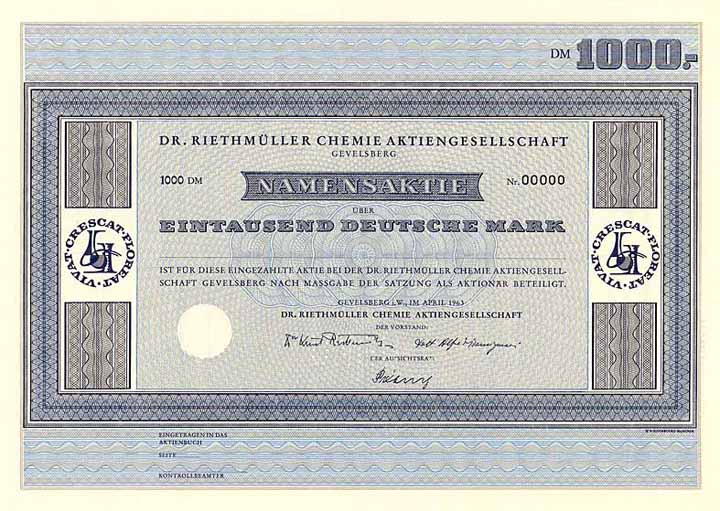 DM 1000,-
DR. RIETHMÜLLER CHEMIE AKTIENGESELLSCHAFT
GEVELSBERG
1000 DM NAMENSAKTIE Nr. 00000
ÜBER
EINTAUSEND DEUTSCHE MARK
VIVAT·CRESCAT·FLOREAT
VIVAT·CRESCAT·FLOREAT
IST FÜR DIESE EINGEZAHLTE AKTIE BEI DER DR. RIETHMÜLLER CHEMIE AKTIENGESELL-
SCHAFT GEVELSBERG NACH MASSGABE DER SATZUNG ALS AKTIONÄR BETEILIGT.
GEVELSBERG i.W., IM APRIL 1963
DR. RIETHMÜLLER CHEMIE AKTIENGESELLSCHAFT
DER VORSTAND:
DER AUFSICHTSRAT:
EINGETRAGEN IN DAS
AKTIENBUCH
SEITE
KONTROLLBEAMTER